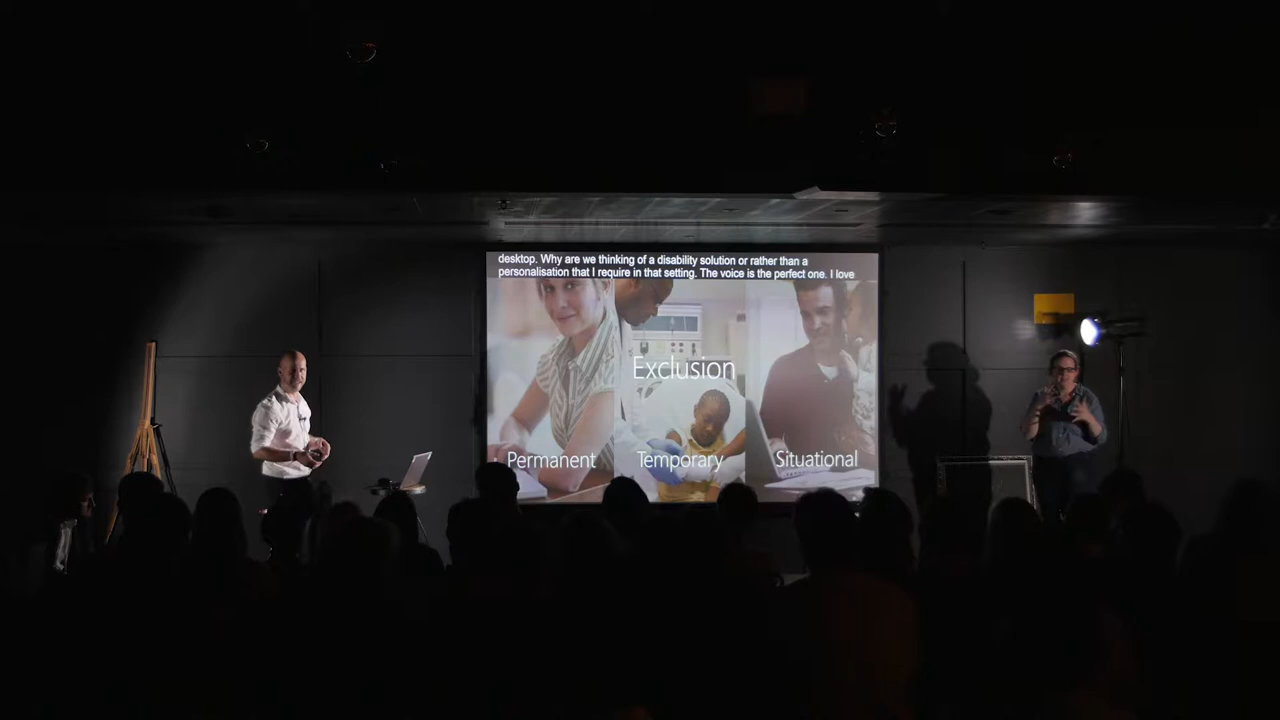 desktop. Why are we thinking of a disability solution or rather than a
personalisation that I require in that setting. The voice is the perfect one. I love
Exclusion
Permanent
Temporary
Situational